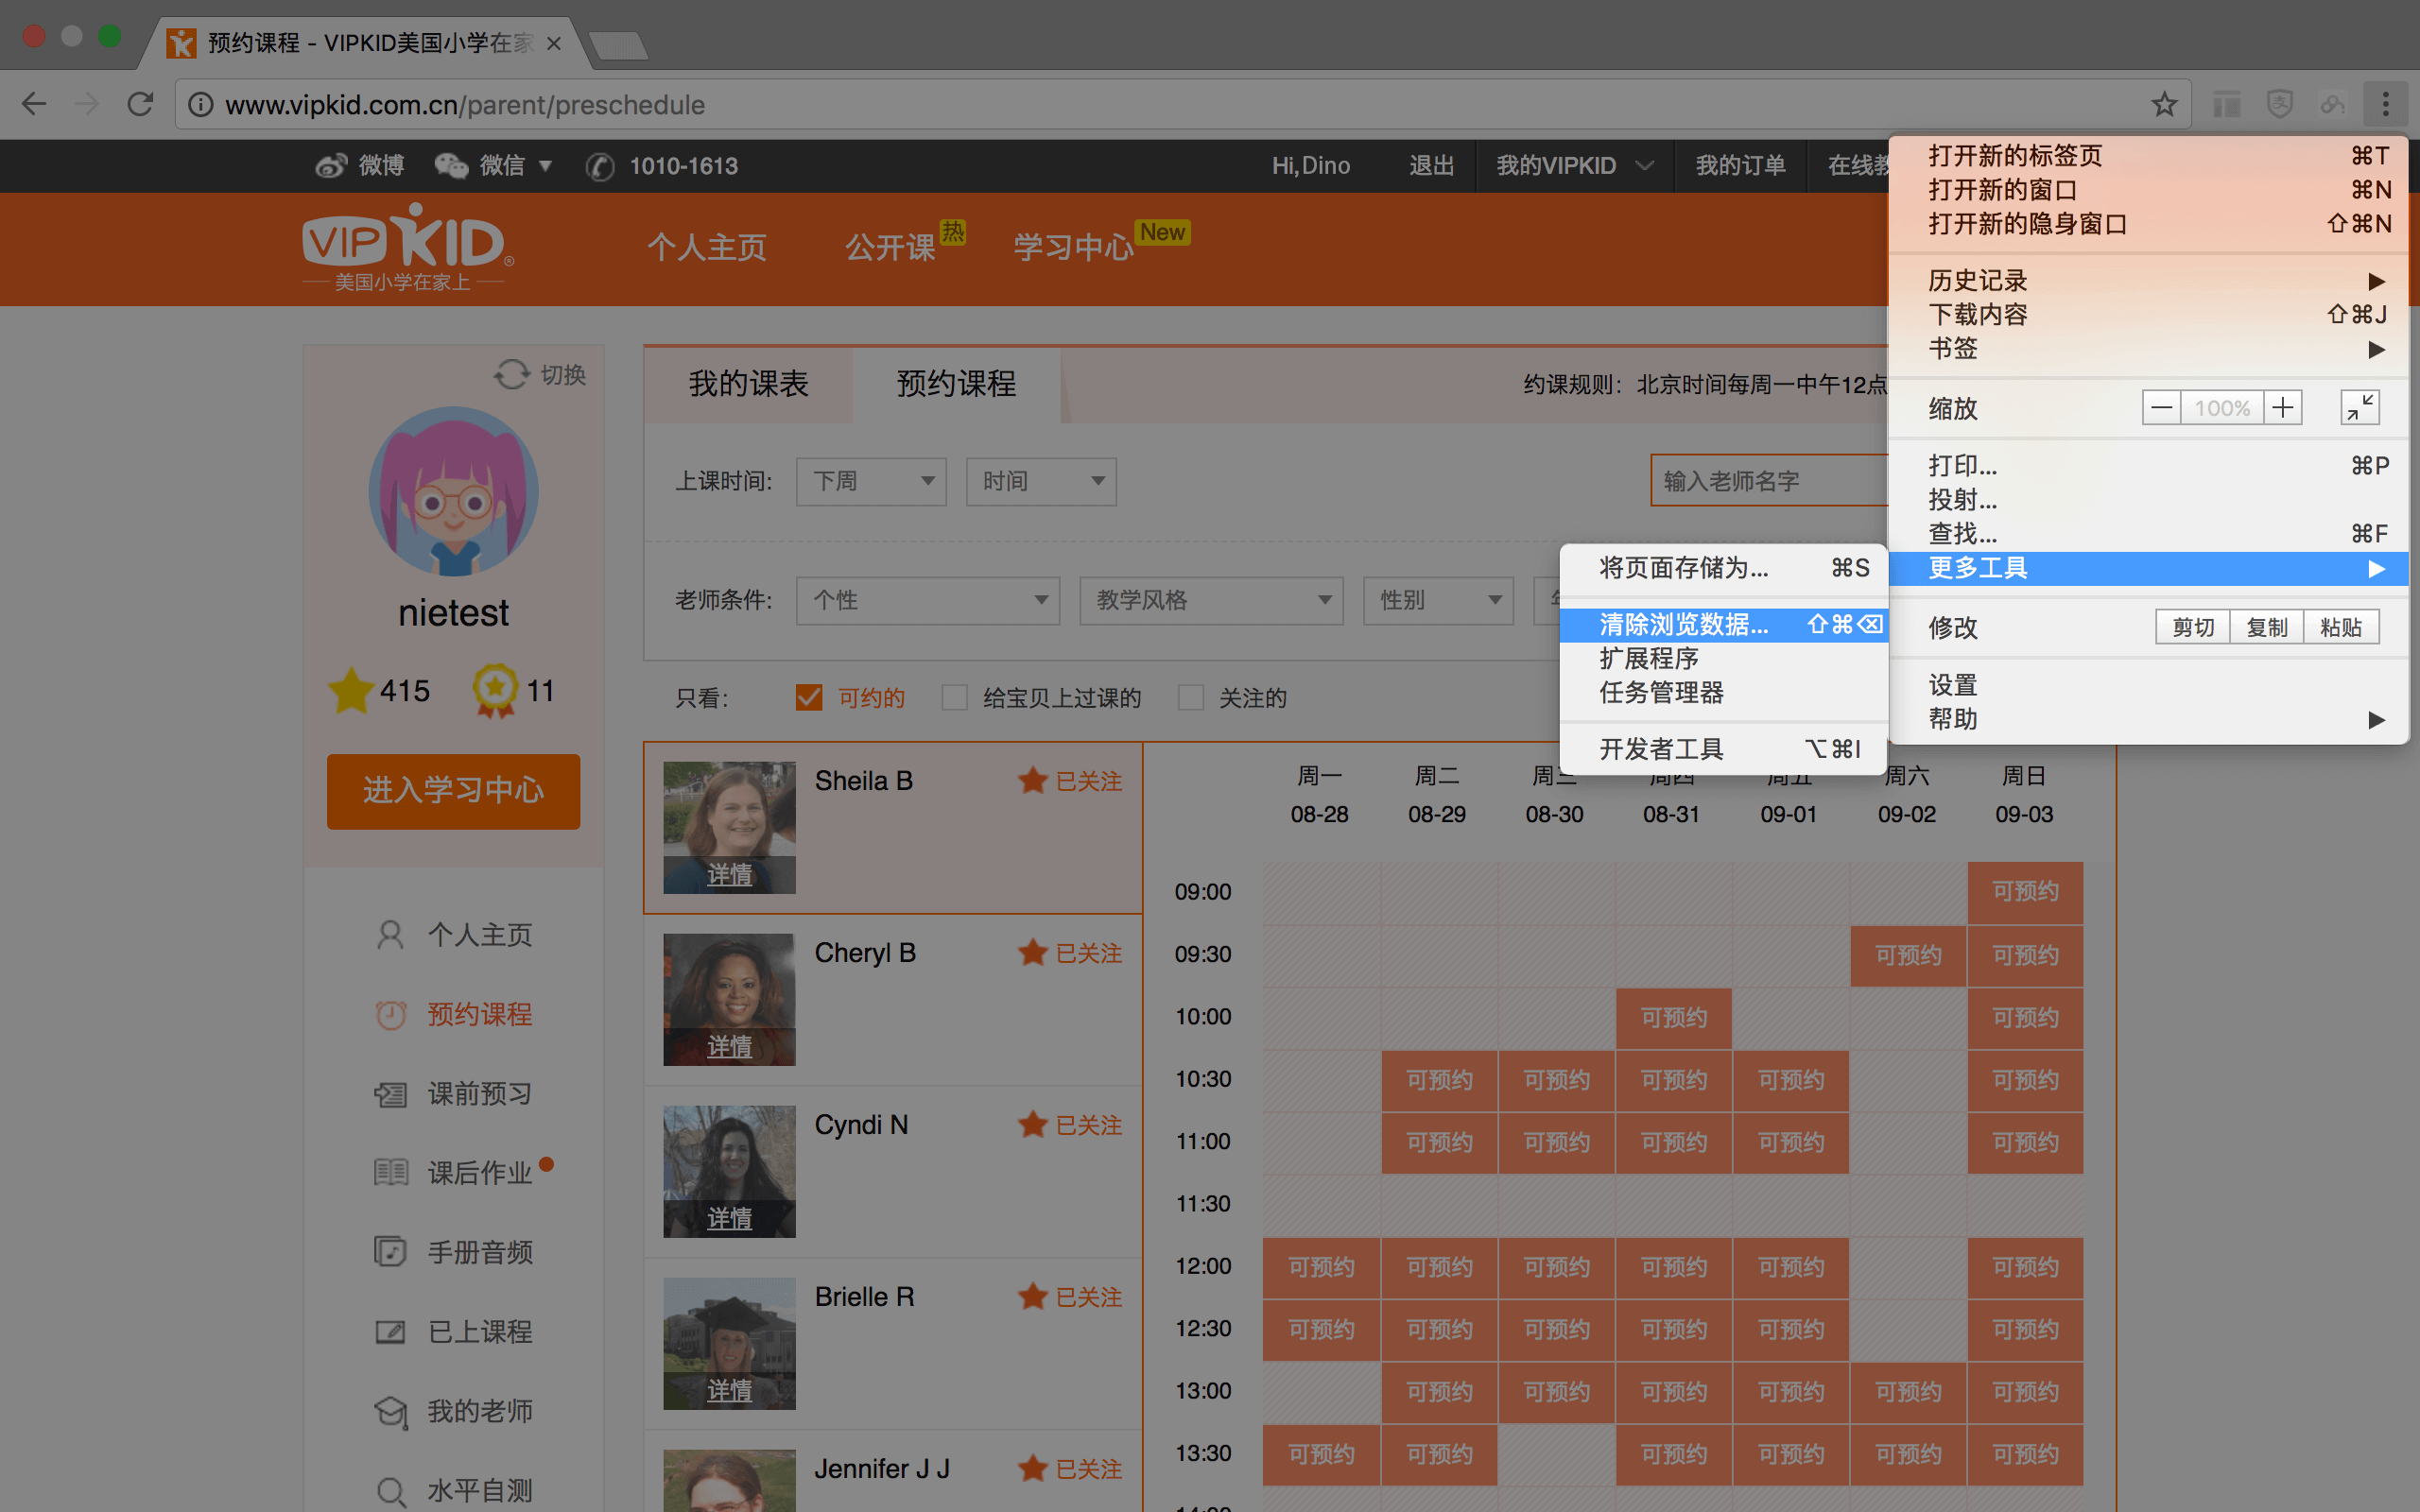 预约课程 - VIPKID美国小学在家
www.vipkid.com.cn/parent/preschedule
微博 微信 1010-1613 Hi,Dino 退出 我的VIPKID 我的订单 在线教
VIPKID
美国小学在家上
个人主页 公开课 热 学习中心 New
打开新的标签页 ⌘T
打开新的窗口 ⌘N
打开新的隐身窗口 ⇧⌘N
历史记录
下载内容 ⇧⌘J
书签
缩放 100%
打印... ⌘P
投射...
查找... ⌘F
更多工具
修改 剪切 复制 粘贴
设置
帮助
将页面存储为... ⌘S
清除浏览数据... ⇧⌘⌫
扩展程序
任务管理器
开发者工具 ⌥⌘I
切换
nietest
415 11
进入学习中心
个人主页
预约课程
课前预习
课后作业
手册音频
已上课程
我的老师
水平自测
我的课表 预约课程 约课规则：北京时间每周一中午12点
上课时间: 下周 时间 输入老师名字
老师条件: 个性 教学风格 性别
只看: 可约的 给宝贝上过课的 关注的
Sheila B 已关注
详情
Cheryl B 已关注
详情
Cyndi N 已关注
详情
Brielle R 已关注
详情
Jennifer J J 已关注
周一 周二 周三 周四 周五 周六 周日
08-28 08-29 08-30 08-31 09-01 09-02 09-03
09:00 可预约
09:30 可预约 可预约
10:00 可预约 可预约
10:30 可预约 可预约 可预约 可预约 可预约
11:00 可预约 可预约 可预约 可预约 可预约
11:30
12:00 可预约 可预约 可预约 可预约 可预约 可预约
12:30 可预约 可预约 可预约 可预约 可预约 可预约
13:00 可预约 可预约 可预约 可预约 可预约 可预约
13:30 可预约 可预约 可预约 可预约 可预约 可预约